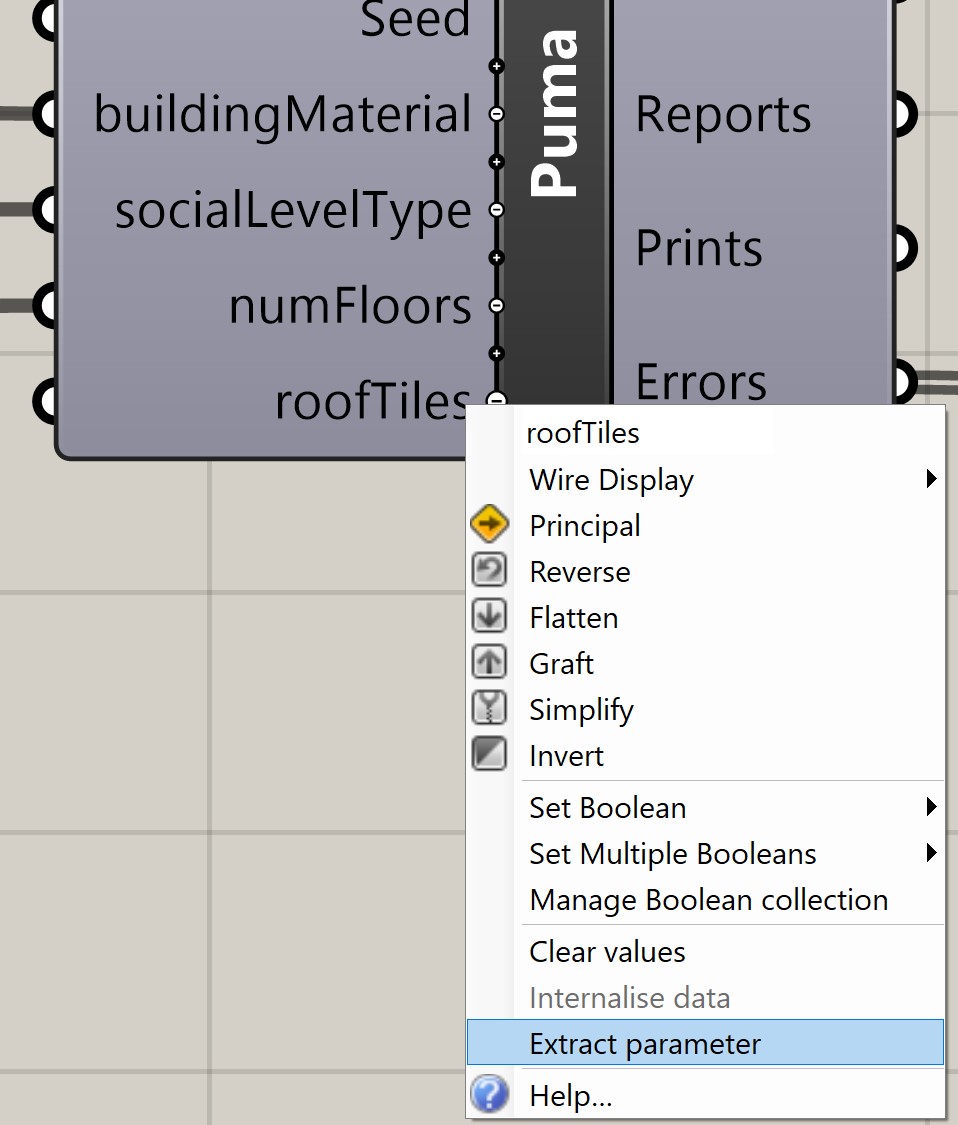 Seed
buildingMaterial
socialLevelType
numFloors
roofTiles
Puma
Reports
Prints
Errors
roofTiles
Wire Display
Principal
Reverse
Flatten
Graft
Simplify
Invert
Set Boolean
Set Multiple Booleans
Manage Boolean collection
Clear values
Internalise data
Extract parameter
Help...